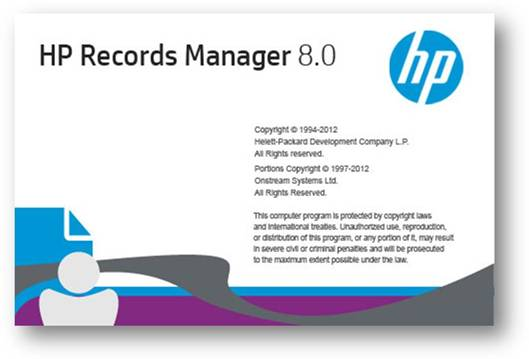 HP Records Manager 8.0
hp
Copyright © 1994-2012
Helett-Packard Development Company L.P.
All Rights reserved.
Portions Copyright © 1997-2012
Onstream Systems Ltd.
All Rights Reserved.
This computer program is protected by copyright laws
and international treaties. Unauthorized use, reproduction,
or distribution of this program, or any portion of it, may result
in severe civil or criminal penalties and will be prosecuted
to the maximum extent possible under the law.